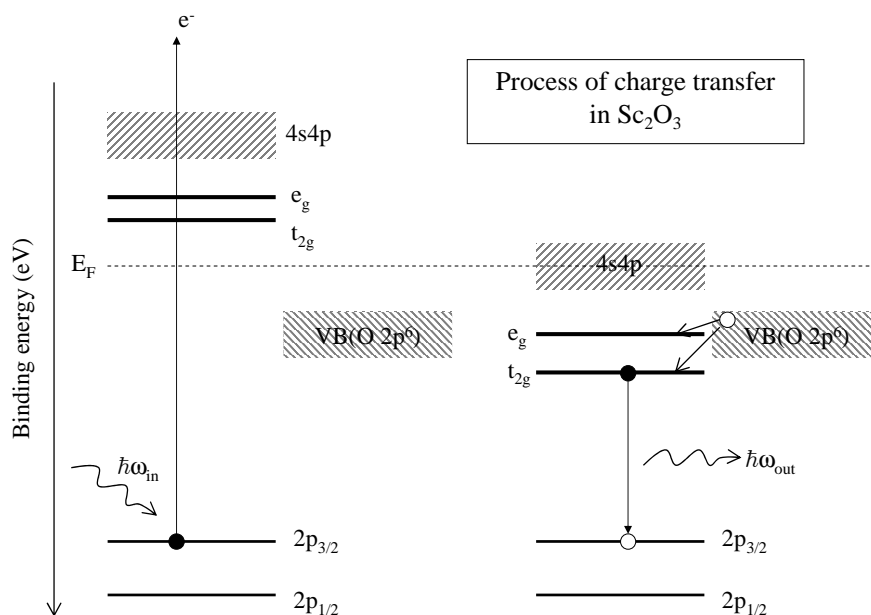 e⁻
Process of charge transfer
in Sc₂O₃
4s4p
e_g
t_2g
E_F
4s4p
VB(O 2p⁶)
e_g
VB(O 2p⁶)
t_2g
Binding energy (eV)
ℏω_in
ℏω_out
2p_3/2
2p_3/2
2p_1/2
2p_1/2